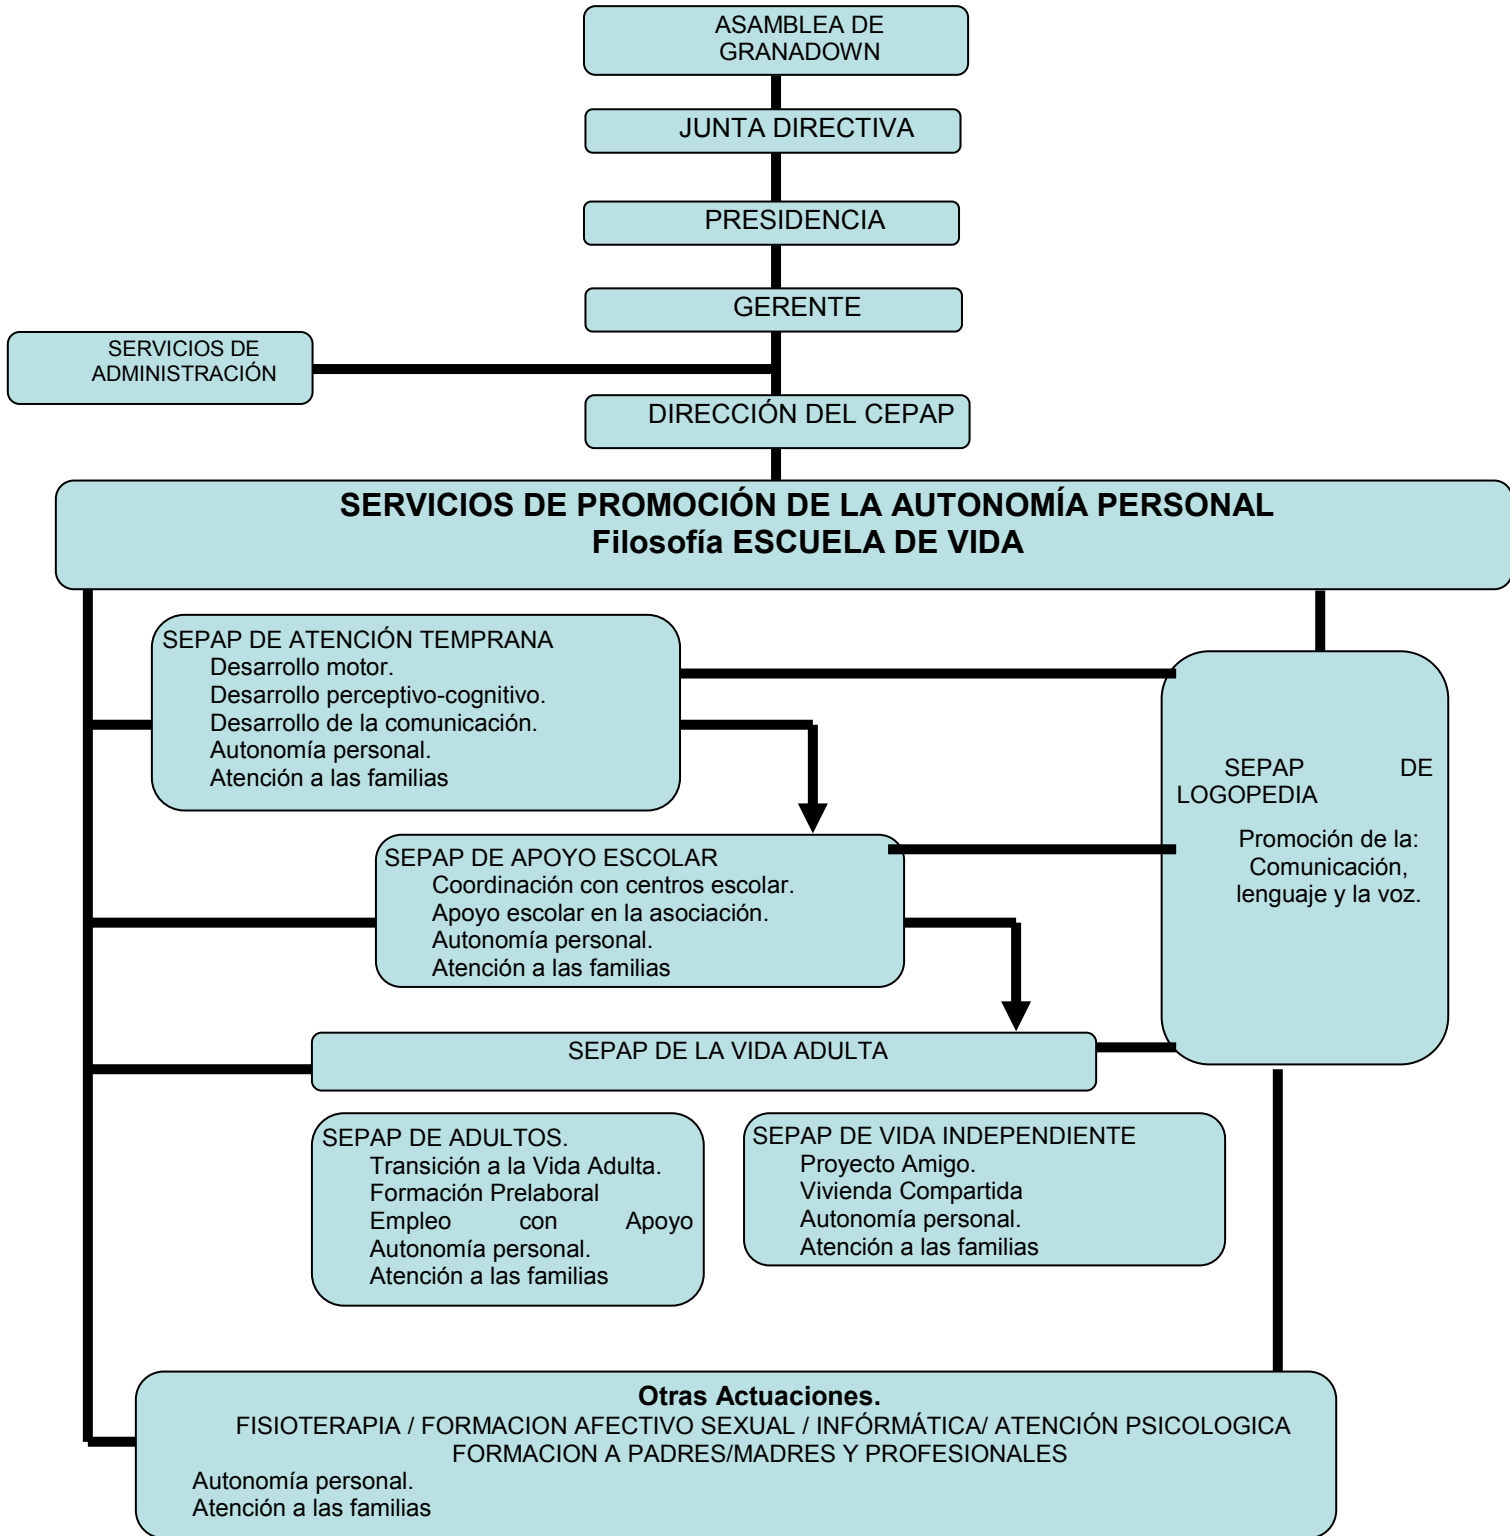 ASAMBLEA DE
GRANADOWN
JUNTA DIRECTIVA
PRESIDENCIA
GERENTE
SERVICIOS DE
ADMINISTRACIÓN
DIRECCIÓN DEL CEPAP
SERVICIOS DE PROMOCIÓN DE LA AUTONOMÍA PERSONAL
Filosofía ESCUELA DE VIDA
SEPAP DE ATENCIÓN TEMPRANA
Desarrollo motor.
Desarrollo perceptivo-cognitivo.
Desarrollo de la comunicación.
Autonomía personal.
Atención a las familias
SEPAP DE
LOGOPEDIA
Promoción de la:
Comunicación,
lenguaje y la voz.
SEPAP DE APOYO ESCOLAR
Coordinación con centros escolar.
Apoyo escolar en la asociación.
Autonomía personal.
Atención a las familias
SEPAP DE LA VIDA ADULTA
SEPAP DE ADULTOS.
Transición a la Vida Adulta.
Formación Prelaboral
Empleo con Apoyo
Autonomía personal.
Atención a las familias
SEPAP DE VIDA INDEPENDIENTE
Proyecto Amigo.
Vivienda Compartida
Autonomía personal.
Atención a las familias
Otras Actuaciones.
FISIOTERAPIA / FORMACION AFECTIVO SEXUAL / INFÓRMÁTICA/ ATENCIÓN PSICOLOGICA
FORMACION A PADRES/MADRES Y PROFESIONALES
Autonomía personal.
Atención a las familias